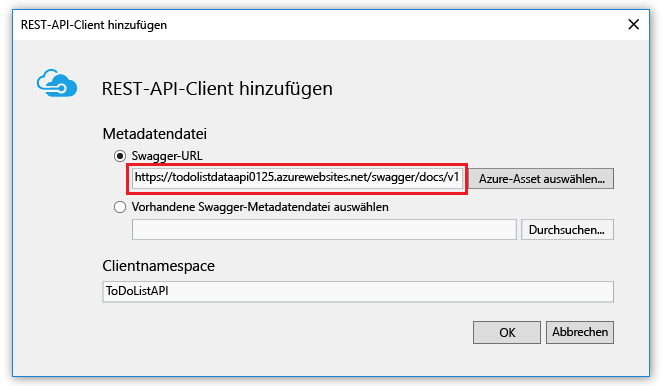 REST-API-Client hinzufügen
REST-API-Client hinzufügen
Metadatendatei
Swagger-URL
https://todolistdataapi0125.azurewebsites.net/swagger/docs/v1
Azure-Asset auswählen...
Vorhandene Swagger-Metadatendatei auswählen
Durchsuchen...
Clientnamespace
ToDoListAPI
OK
Abbrechen